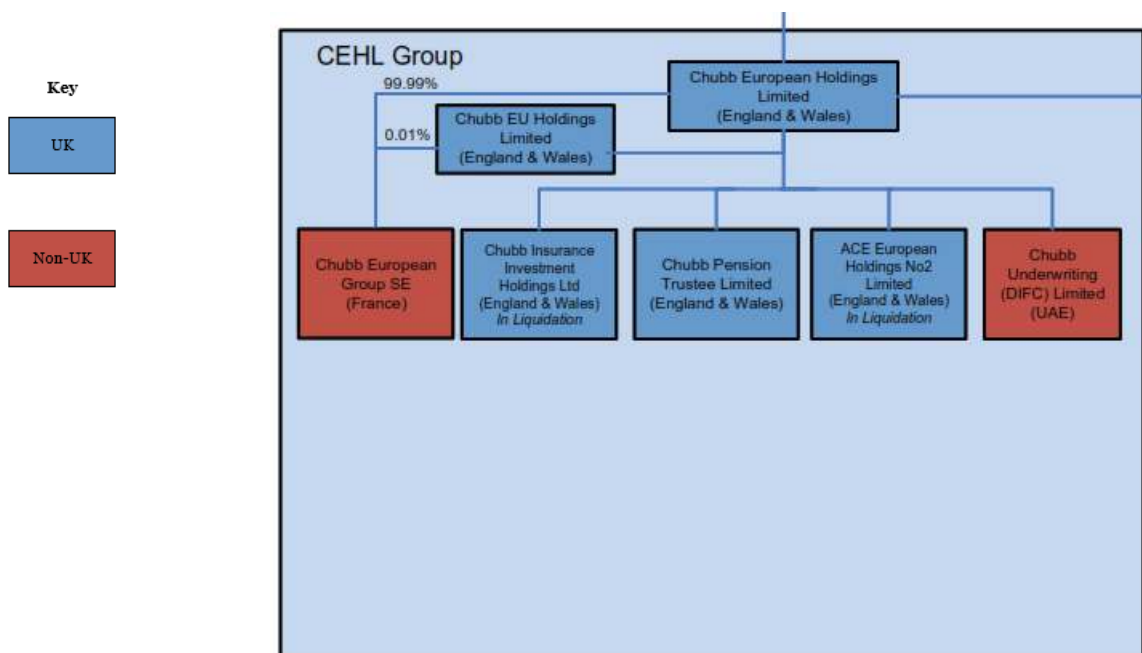 CEHL Group
Key
UK
Non-UK
99.99%
Chubb European Holdings
Limited
(England & Wales)
0.01%
Chubb EU Holdings
Limited
(England & Wales)
Chubb European
Group SE
(France)
Chubb Insurance
Investment
Holdings Ltd
(England & Wales)
In Liquidation
Chubb Pension
Trustee Limited
(England & Wales)
ACE European
Holdings No2
Limited
(England & Wales)
In Liquidation
Chubb
Underwriting
(DIFC) Limited
(UAE)